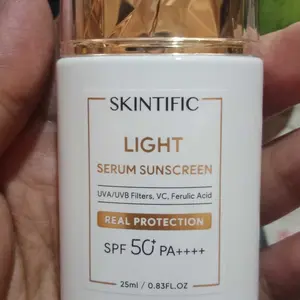 SKINTIFIC
LIGHT
SERUM SUNSCREEN
UVA/UVB Filters, VC, Ferulic Acid
REAL PROTECTION
SPF 50+ PA++++
25ml / 0.83FL.OZ